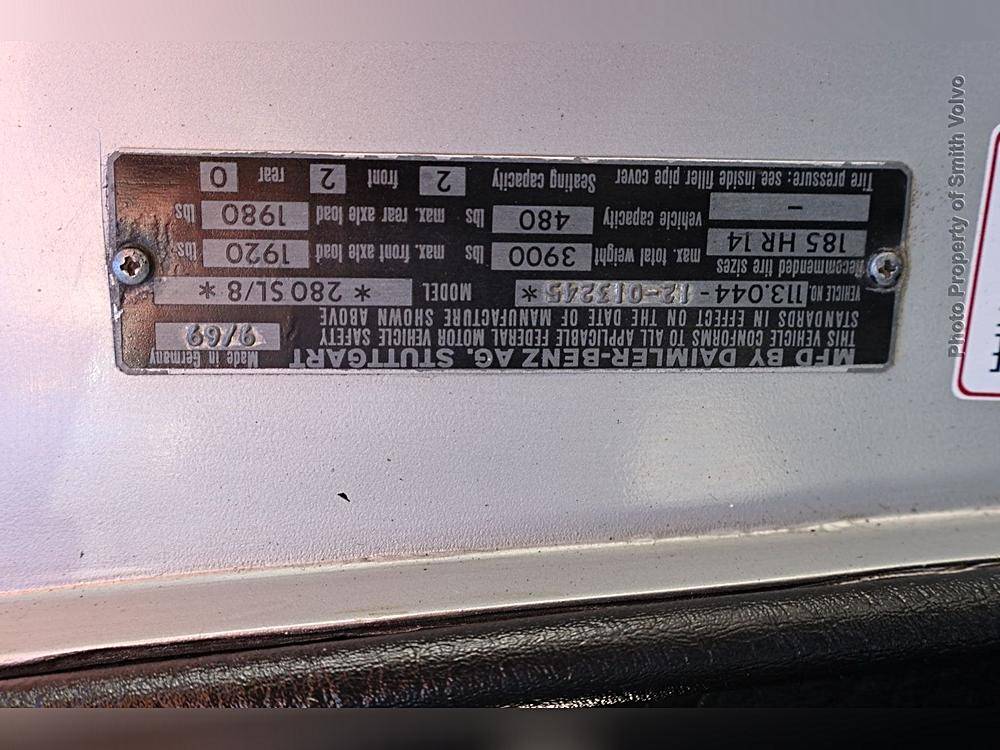 MFD BY DAIMLER-BENZ AG. STUTTGART Made in Germany
THIS VEHICLE CONFORMS TO ALL APPLICABLE FEDERAL MOTOR VEHICLE SAFETY
STANDARDS IN EFFECT ON THE DATE OF MANUFACTURE SHOWN ABOVE 9/69
VEHICLE NO. 113.044-12-013245* MODEL * 280 SL/8 *
Recommended tire sizes
185 HR 14 max. total weight 3900 lbs max. front axle load 1920 lbs
- vehicle capacity 480 lbs max. rear axle load 1980 lbs
Tire pressure: see inside filler pipe cover Seating capacity 2 front 2 rear 0
Photo Property of Smith Volvo